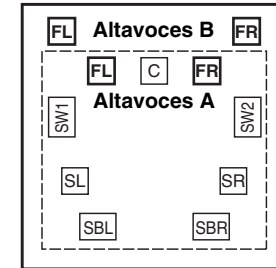 FL Altavoces B FR
FL C FR
Altavoces A
SW1 SW2
SL SR
SBL SBR